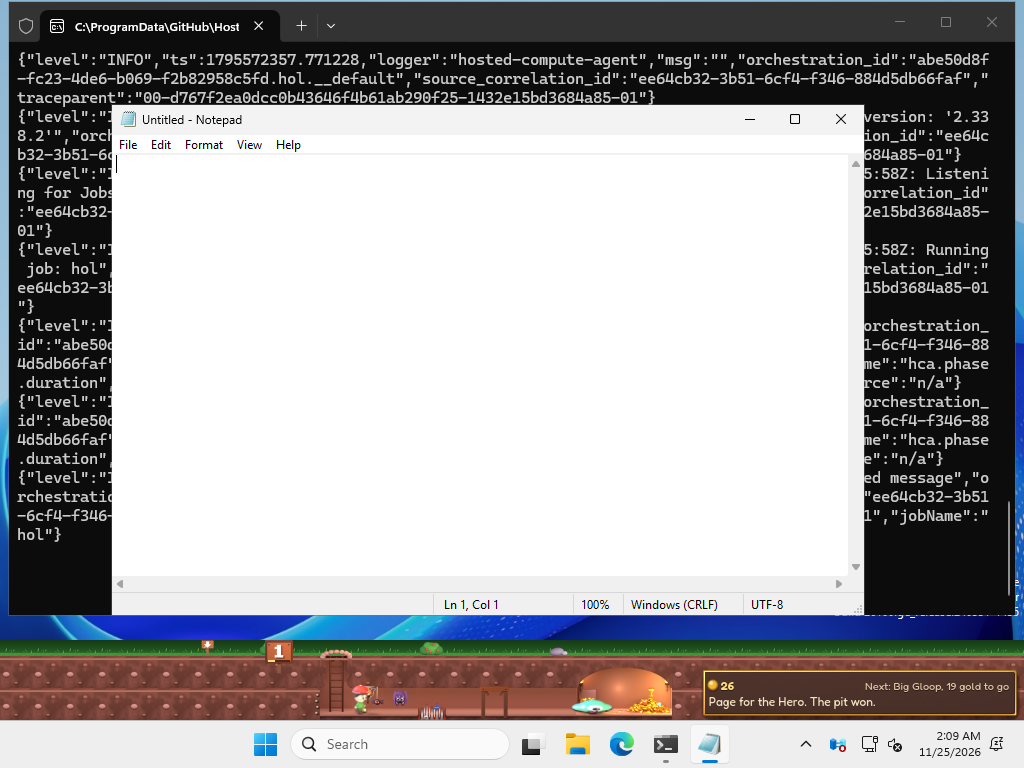 C:\ProgramData\GitHub\Host
{"level":"INFO","ts":1795572357.771228,"logger":"hosted-compute-agent","msg":"","orchestration_id":"abe50d8f
-fc23-4de6-b069-f2b82958c5fd.hol.__default","source_correlation_id":"ee64cb32-3b51-6cf4-f346-884d5db66faf","
traceparent":"00-d767f2ea0dcc0b43646f4b61ab290f25-1432e15bd3684a85-01"}
{"level":"I version: '2.33
8.2'","orch ion_id":"ee64c
b32-3b51-6c 684a85-01"}
{"level":"I 5:58Z: Listeni
ng for Jobs orrelation_id"
:"ee64cb32- 2e15bd3684a85-
01"}
{"level":"I 5:58Z: Running
job: hol", relation_id":"
ee64cb32-3b 15bd3684a85-01
"}
{"level":"I orchestration_
id":"abe50d 1-6cf4-f346-88
4d5db66faf" me":"hca.phase
.duration", rce":"n/a"}
{"level":"I orchestration_
id":"abe50d 1-6cf4-f346-88
4d5db66faf" me":"hca.phase
.duration", e":"n/a"}
{"level":"I ed message","o
rchestratio "ee64cb32-3b51
-6cf4-f346- 1","jobName":"
hol"}
Untitled - Notepad
File Edit Format View Help
Ln 1, Col 1 100% Windows (CRLF) UTF-8
1
26 Next: Big Gloop, 19 gold to go
Page for the Hero. The pit won.
Search
2:09 AM
11/25/2026